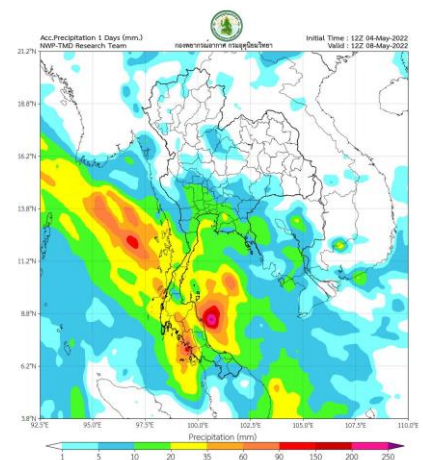 Acc.Precipitation 1 Days (mm.)
NWP-TMD Research Team
กองพยากรณ์อากาศ กรมอุตุนิยมวิทยา
Initial Time : 12Z 04-May-2022
Valid : 12Z 08-May-2022
21.2°N
18.8°N
16.2°N
13.8°N
11.2°N
8.8°N
6.2°N
3.8°N
92.5°E 95.0°E 97.5°E 100.0°E 102.5°E 105.0°E 107.5°E 110.0°E
Precipitation (mm)
1 5 10 20 35 60 90 150 200 250